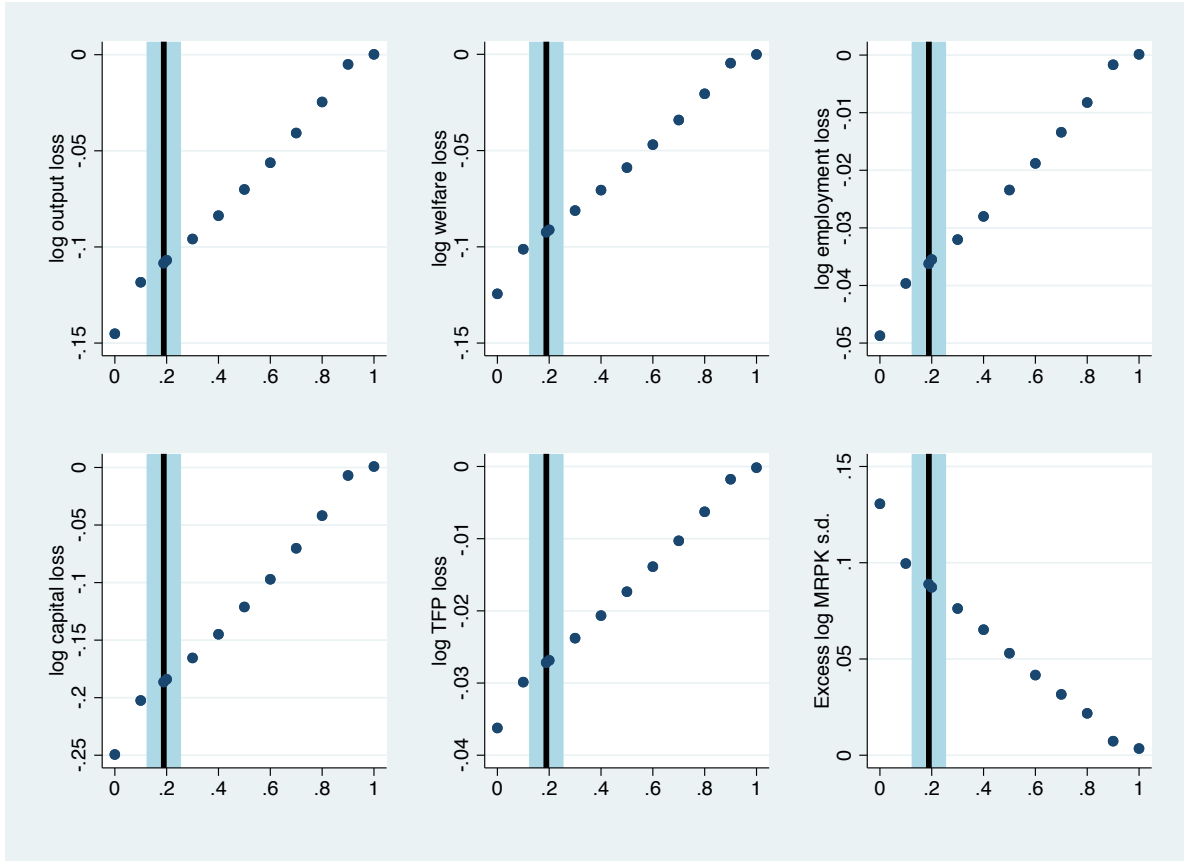 log output loss
0
-.05
-.1
-.15
0 .2 .4 .6 .8 1
log welfare loss
0
-.05
-.1
-.15
0 .2 .4 .6 .8 1
log employment loss
0
-.01
-.02
-.03
-.04
-.05
0 .2 .4 .6 .8 1
log capital loss
0
-.05
-.1
-.15
-.2
-.25
0 .2 .4 .6 .8 1
log TFP loss
0
-.01
-.02
-.03
-.04
0 .2 .4 .6 .8 1
Excess log MRPK s.d.
.15
.1
.05
0
0 .2 .4 .6 .8 1